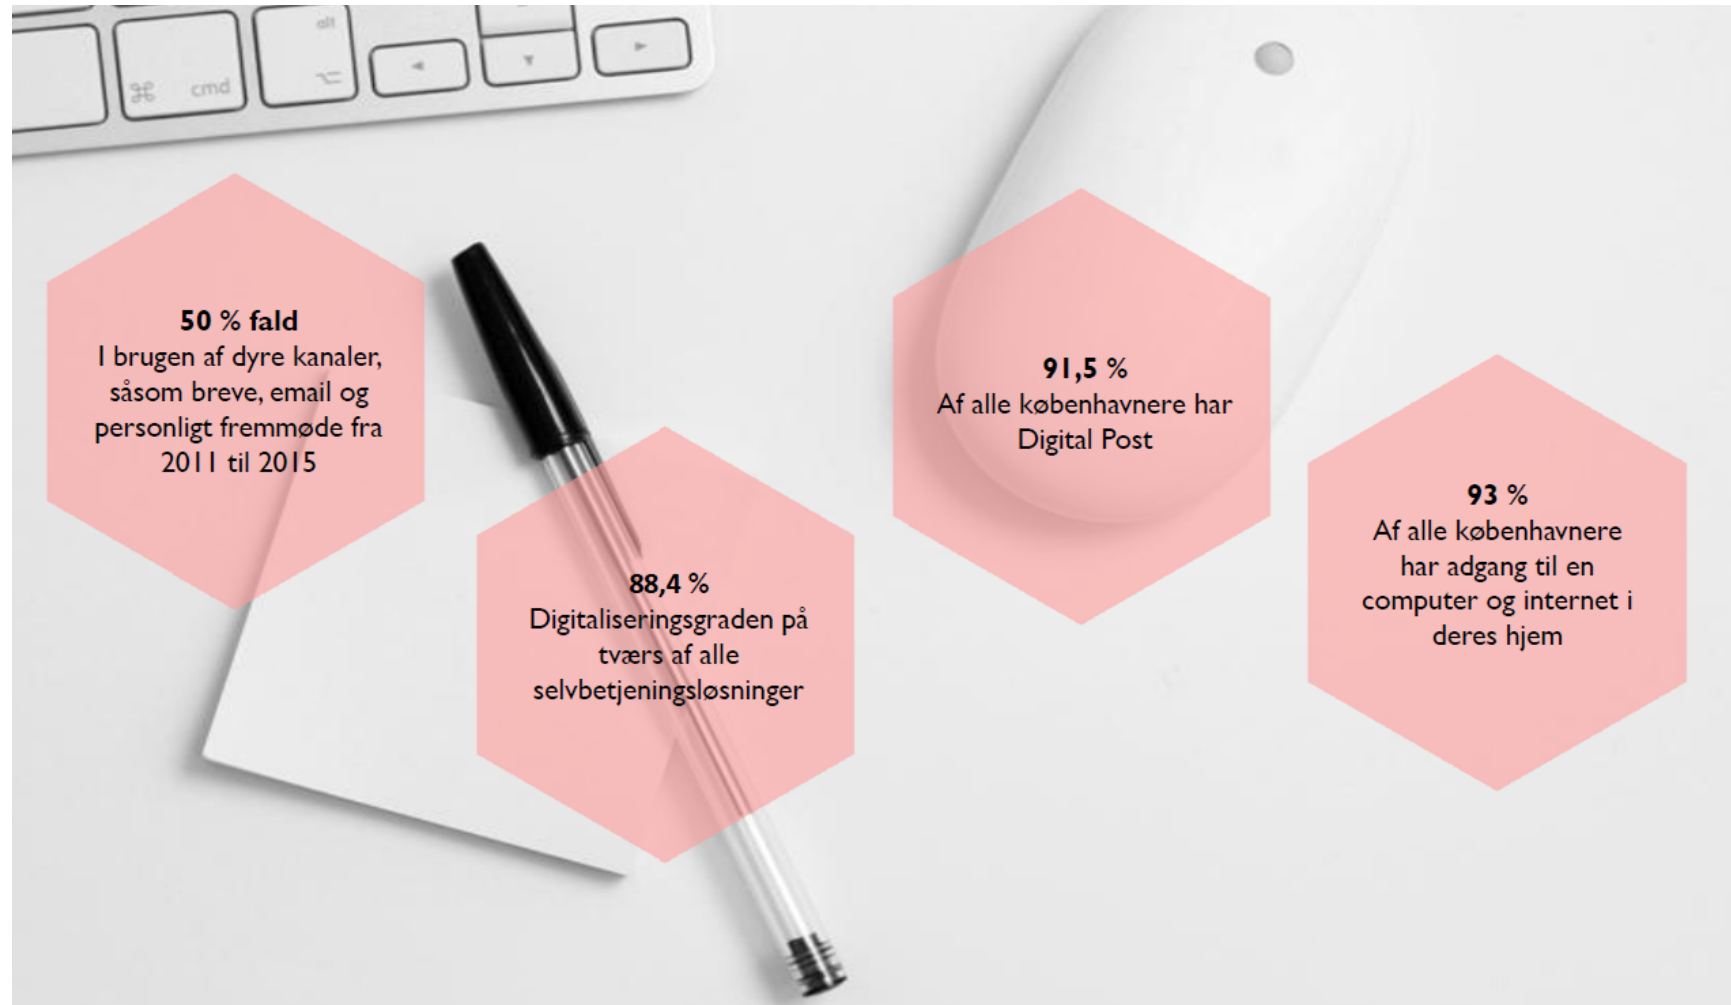 alt
⌘ cmd
⌥
◀
▼
▶
50 % fald
I brugen af dyre kanaler,
såsom breve, email og
personligt fremmøde fra
2011 til 2015
88,4 %
Digitaliseringsgraden på
tværs af alle
selvbetjeningsløsninger
91,5 %
Af alle københavnere har
Digital Post
93 %
Af alle københavnere
har adgang til en
computer og internet i
deres hjem